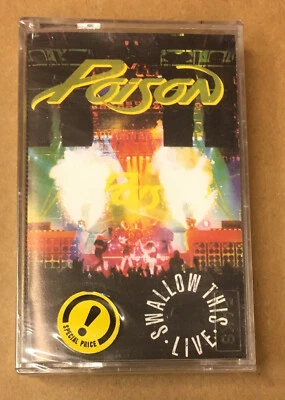 POISON
SWALLOW THIS
LIVE
!
SPECIAL PRICE